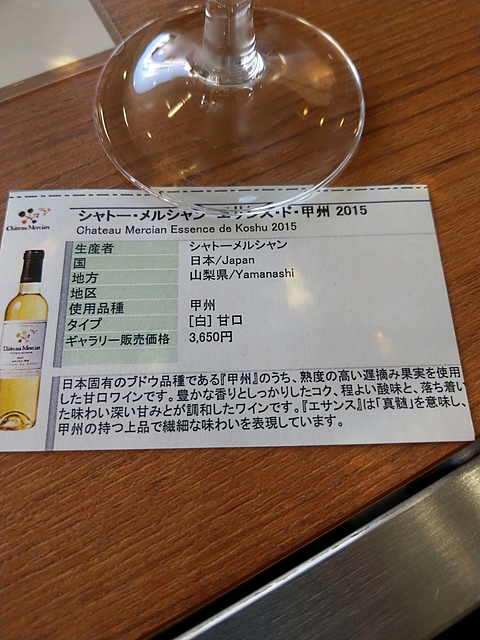 シャトー・メルシャン エサンス・ド・甲州 2015
Chateau Mercian Essence de Koshu 2015
Château Mercian
生産者 シャトーメルシャン
国 日本/Japan
地方 山梨県/Yamanashi
地区
使用品種 甲州
タイプ [白] 甘口
ギャラリー販売価格 3,650円
Château Mercian
日本固有のブドウ品種である『甲州』のうち、熟度の高い遅摘み果実を使用
した甘口ワインです。豊かな香りとしっかりしたコク、程よい酸味と、落ち着い
た味わい深い甘みとが調和したワインです。『エサンス』は「真髄」を意味し、
甲州の持つ上品で繊細な味わいを表現しています。